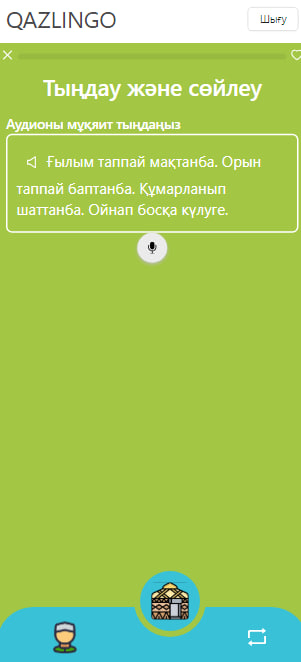 QAZLINGO
Шығу
Тыңдау және сөйлеу
Аудионы мұқият тыңдаңыз
Ғылым таппай мақтанба. Орын
таппай баптанба. Құмарланып
шаттанба. Ойнап босқа күлуге.